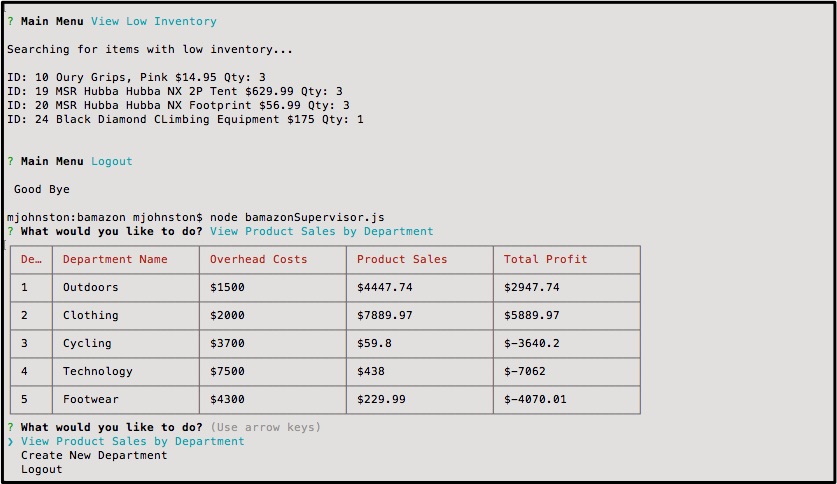 ? Main Menu View Low Inventory
Searching for items with low inventory...
ID: 10 Oury Grips, Pink $14.95 Qty: 3
ID: 19 MSR Hubba Hubba NX 2P Tent $629.99 Qty: 3
ID: 20 MSR Hubba Hubba NX Footprint $56.99 Qty: 3
ID: 24 Black Diamond CLimbing Equipment $175 Qty: 1
? Main Menu Logout
Good Bye
mjohnston:bamazon mjohnston$ node bamazonSupervisor.js
? What would you like to do? View Product Sales by Department
De… Department Name Overhead Costs Product Sales Total Profit
1 Outdoors $1500 $4447.74 $2947.74
2 Clothing $2000 $7889.97 $5889.97
3 Cycling $3700 $59.8 $-3640.2
4 Technology $7500 $438 $-7062
5 Footwear $4300 $229.99 $-4070.01
? What would you like to do? (Use arrow keys)
❯ View Product Sales by Department
Create New Department
Logout